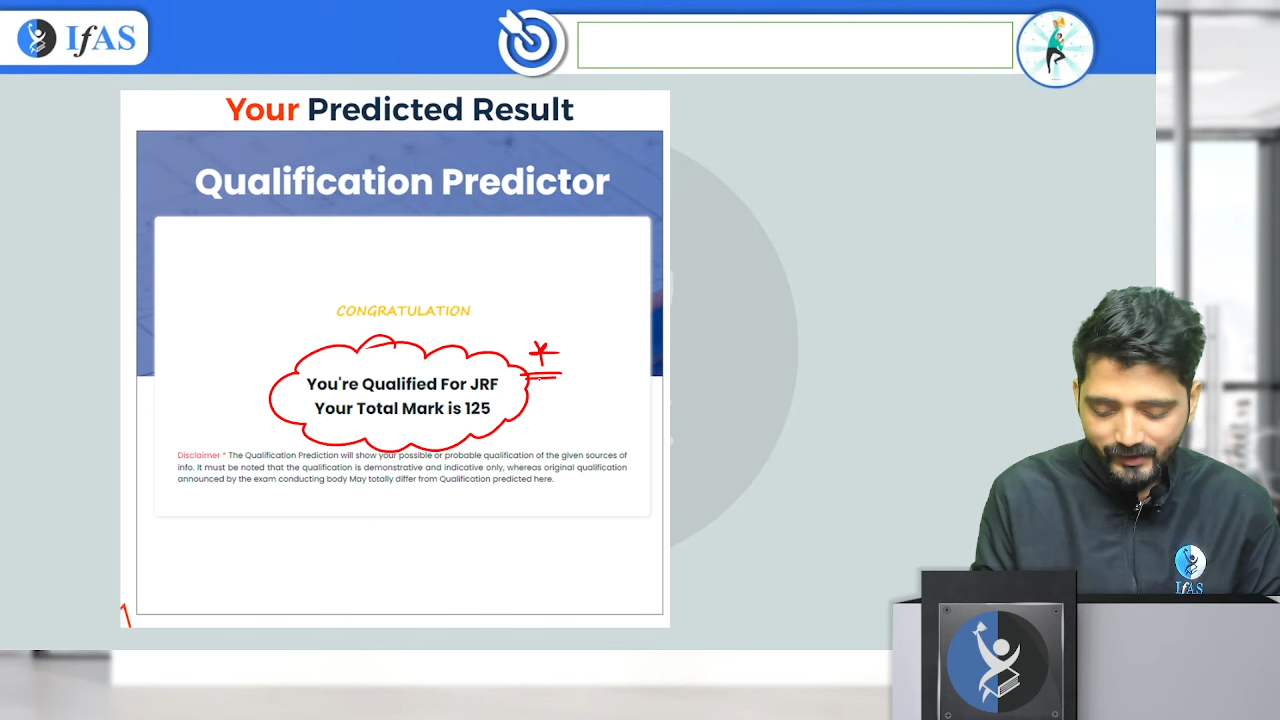 IfAS
Your Predicted Result
Qualification Predictor
CONGRATULATION
*
You're Qualified For JRF
Your Total Mark is 125
Disclaimer * The Qualification Prediction will show your possible or probable qualification of the given sources of
info. It must be noted that the qualification is demonstrative and indicative only, whereas original qualification
announced by the exam conducting body May totally differ from Qualification predicted here.
IfAS